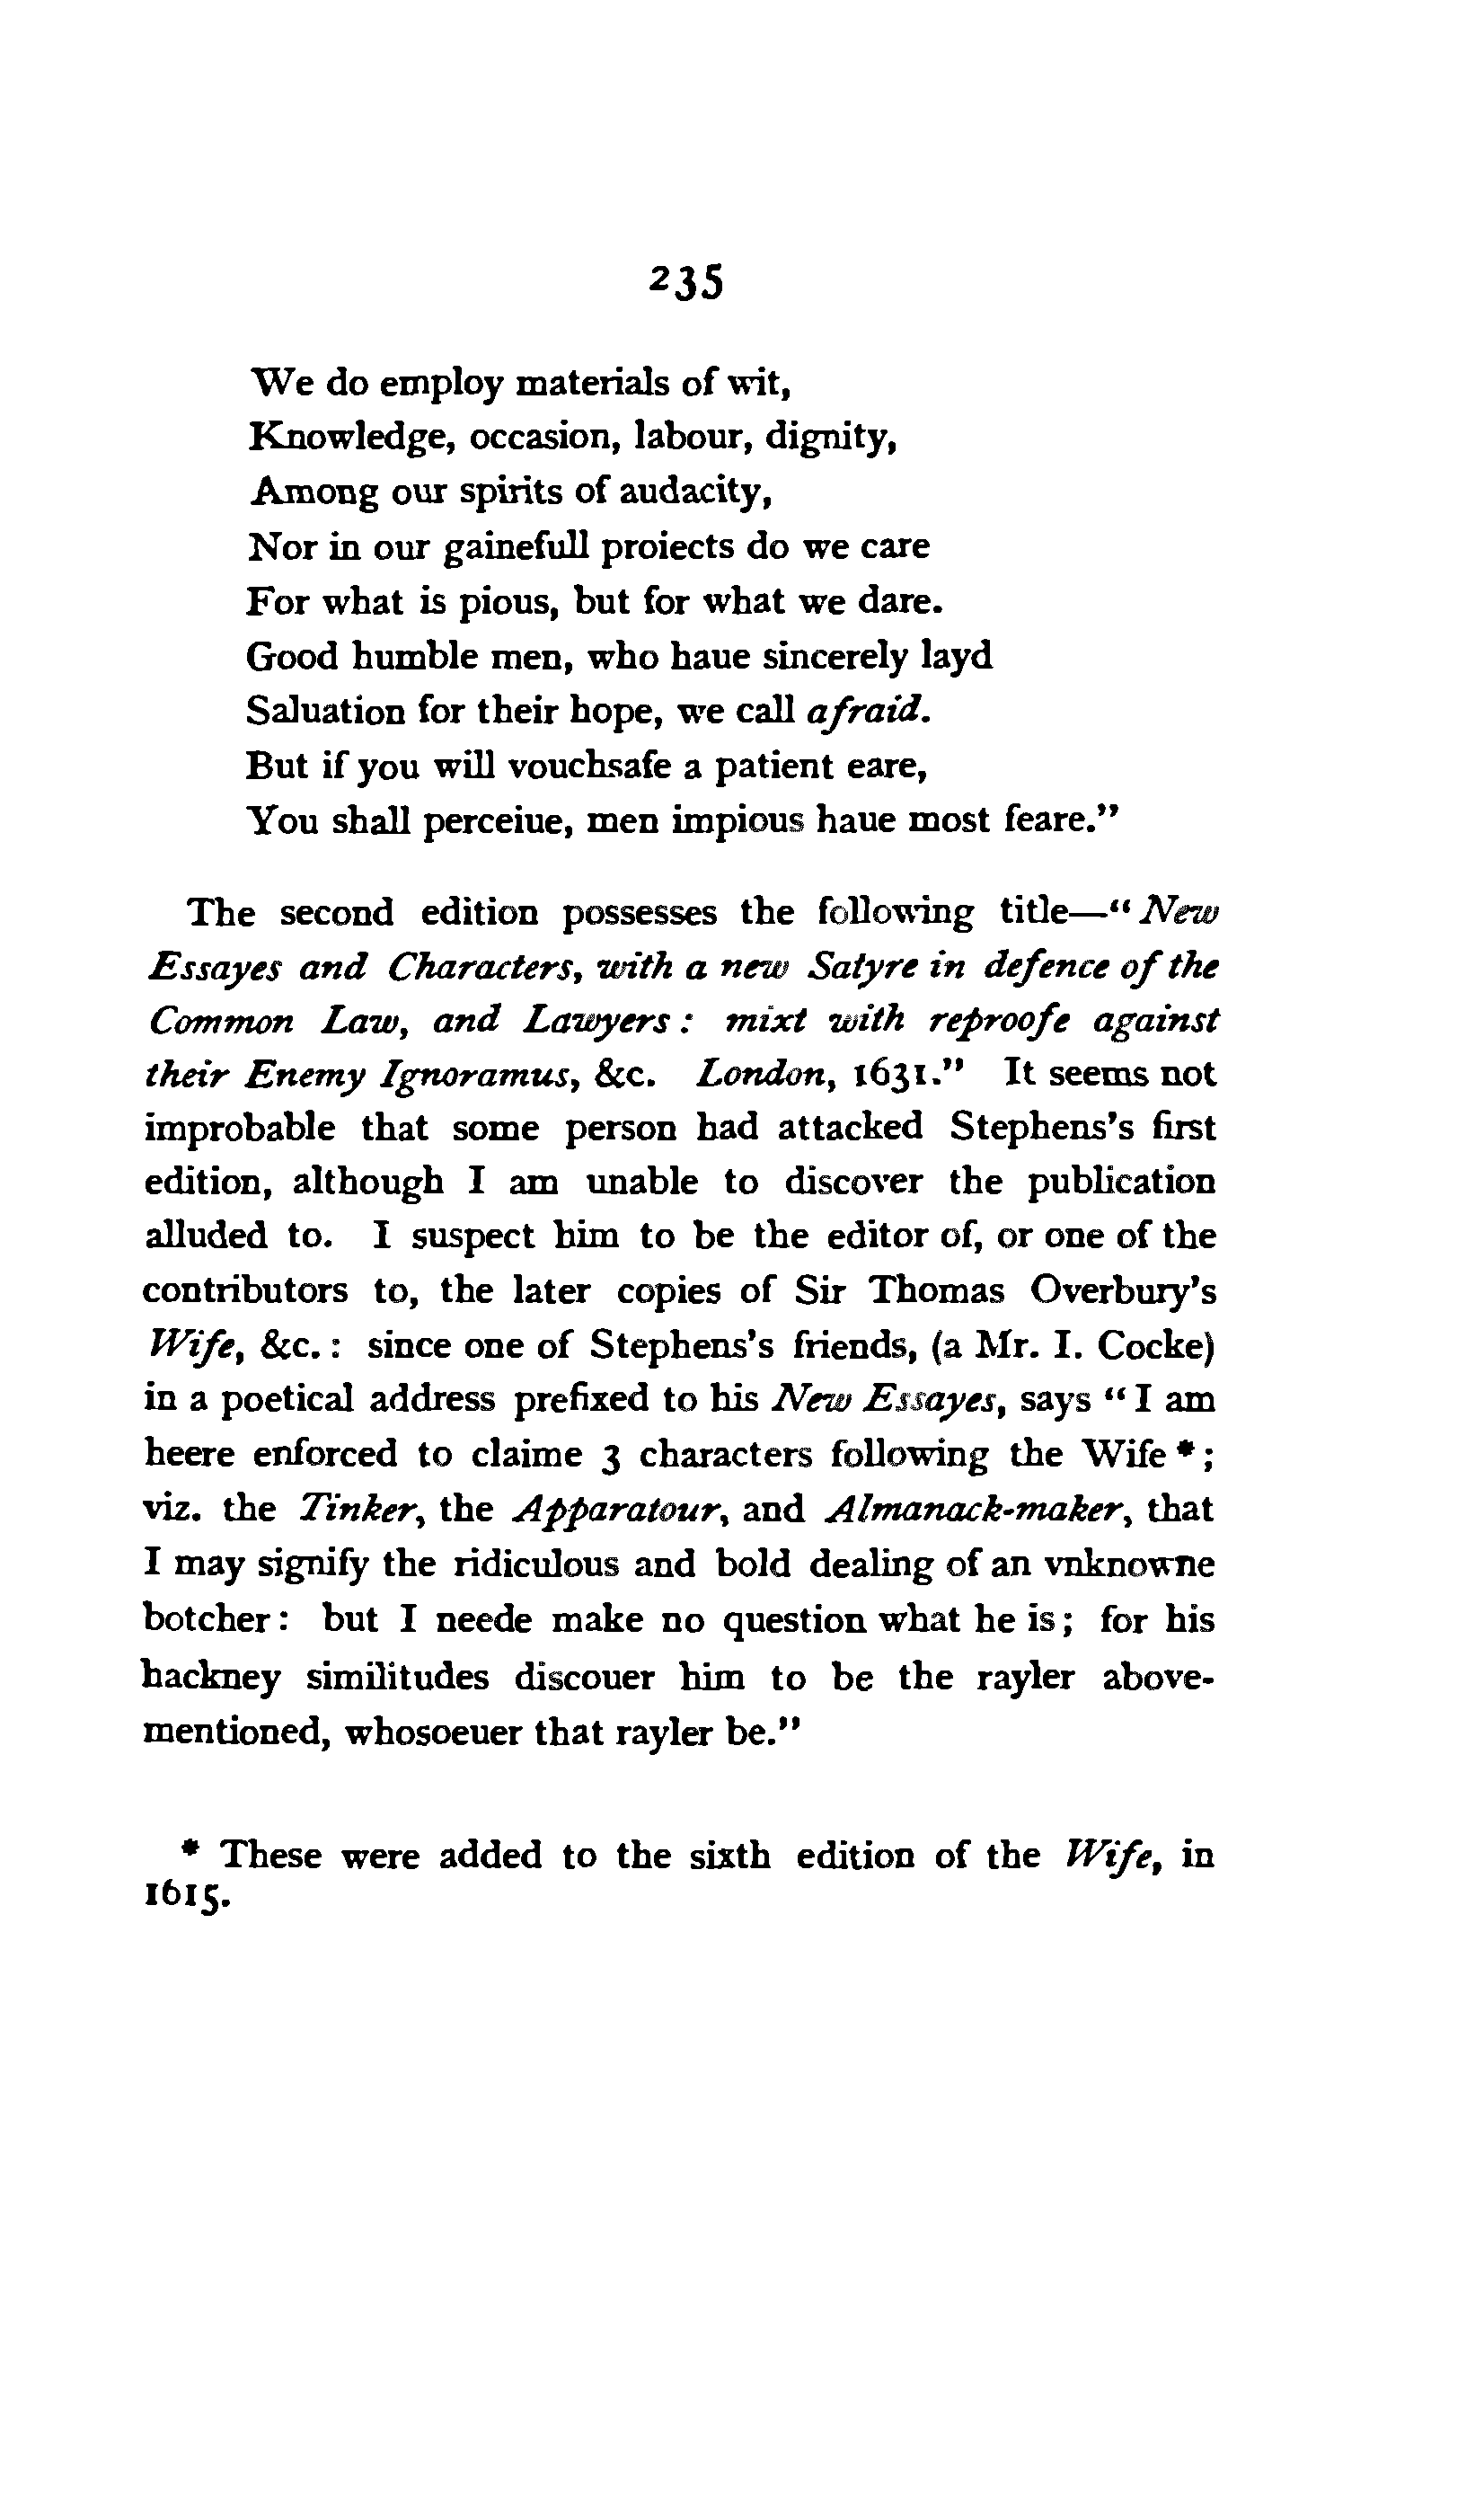 235
We do employ materials of wit,
Knowledge, occasion, labour, dignity,
Among our spirits of audacity,
Nor in our gainefull proiects do we care
For what is pious, but for what we dare.
Good humble men, who haue sincerely layd
Saluation for their hope, we call afraid.
But if you will vouchsafe a patient eare,
You shall perceiue, men impious haue most feare.”
The second edition possesses the following title—“ New
Essayes and Characters, with a new Satyre in defence of the
Common Law, and Lawyers : mixt with reproofe against
their Enemy Ignoramus, &c. London, 1631.” It seems not
improbable that some person had attacked Stephens’s first
edition, although I am unable to discover the publication
alluded to. I suspect him to be the editor of, or one of the
contributors to, the later copies of Sir Thomas Overbury’s
Wife, &c. : since one of Stephens’s friends, (a Mr. I. Cocke)
in a poetical address prefixed to his New Essayes, says “ I am
heere enforced to claime 3 characters following the Wife * ;
viz. the Tinker, the Apparatour, and Almanack-maker, that
I may signify the ridiculous and bold dealing of an vnknowne
botcher : but I neede make no question what he is ; for his
hackney similitudes discouer him to be the rayler above-
mentioned, whosoeuer that rayler be.”
* These were added to the sixth edition of the Wife, in
1615.